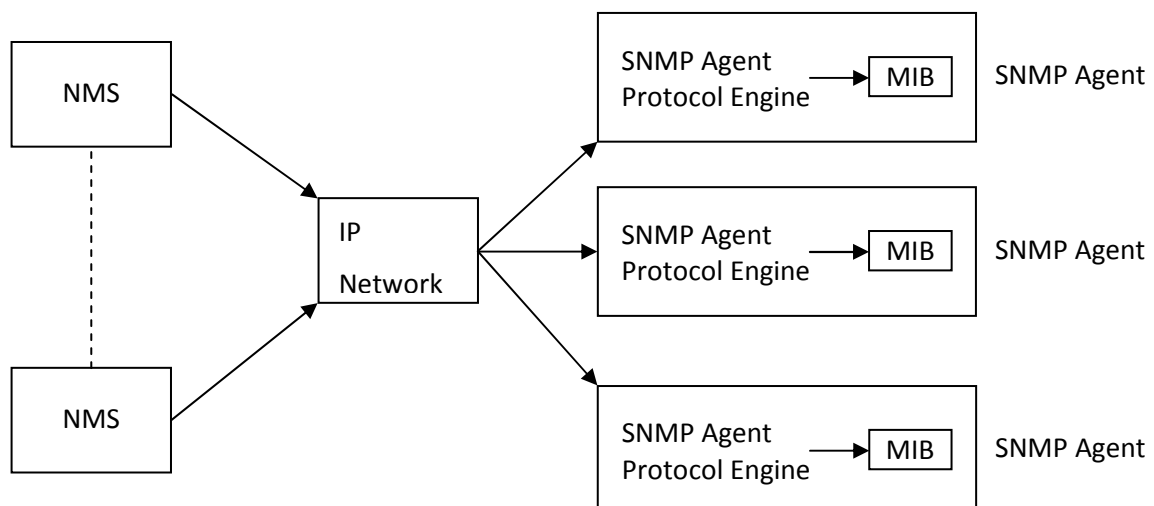 NMS
IP
Network
NMS
SNMP Agent
Protocol Engine
MIB
SNMP Agent
SNMP Agent
Protocol Engine
MIB
SNMP Agent
SNMP Agent
Protocol Engine
MIB
SNMP Agent